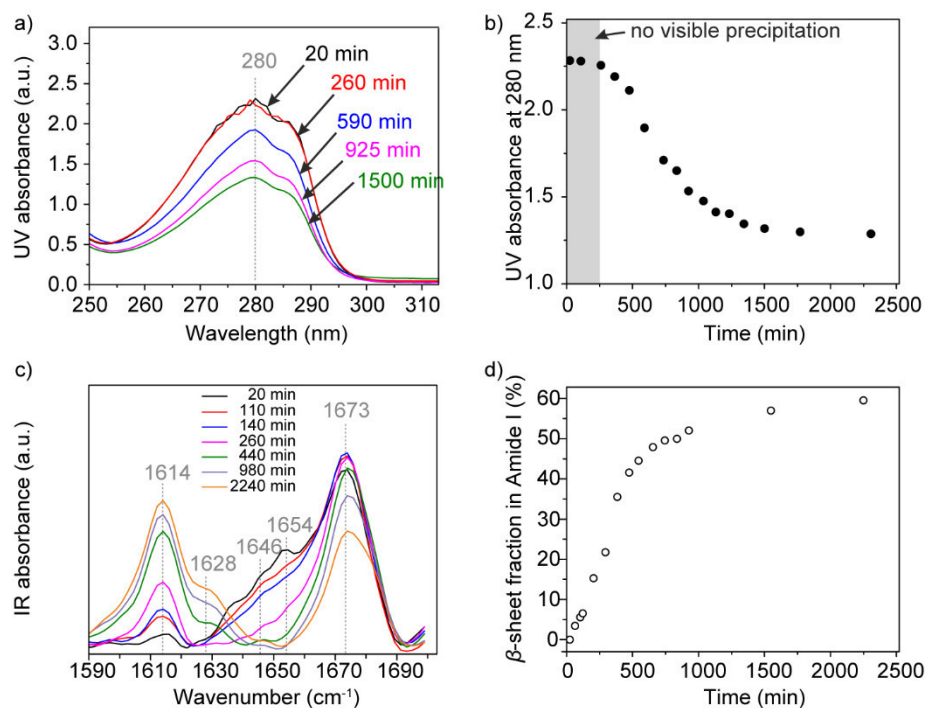 a)
UV absorbance (a.u.)
3.0
2.5
2.0
1.5
1.0
0.5
0.0
280
20 min
260 min
590 min
925 min
1500 min
250
260
270
280
290
300
310
Wavelength (nm)
b)
UV absorbance at 280 nm
2.5
2.0
1.5
1.0
no visible precipitation
0
500
1000
1500
2000
2500
Time (min)
c)
IR absorbance (a.u.)
20 min
110 min
140 min
260 min
440 min
980 min
2240 min
1614
1628
1646
1654
1673
1590
1610
1630
1650
1670
1690
Wavenumber (cm⁻¹)
d)
β-sheet fraction in Amide I (%)
60
50
40
30
20
10
0
0
500
1000
1500
2000
2500
Time (min)